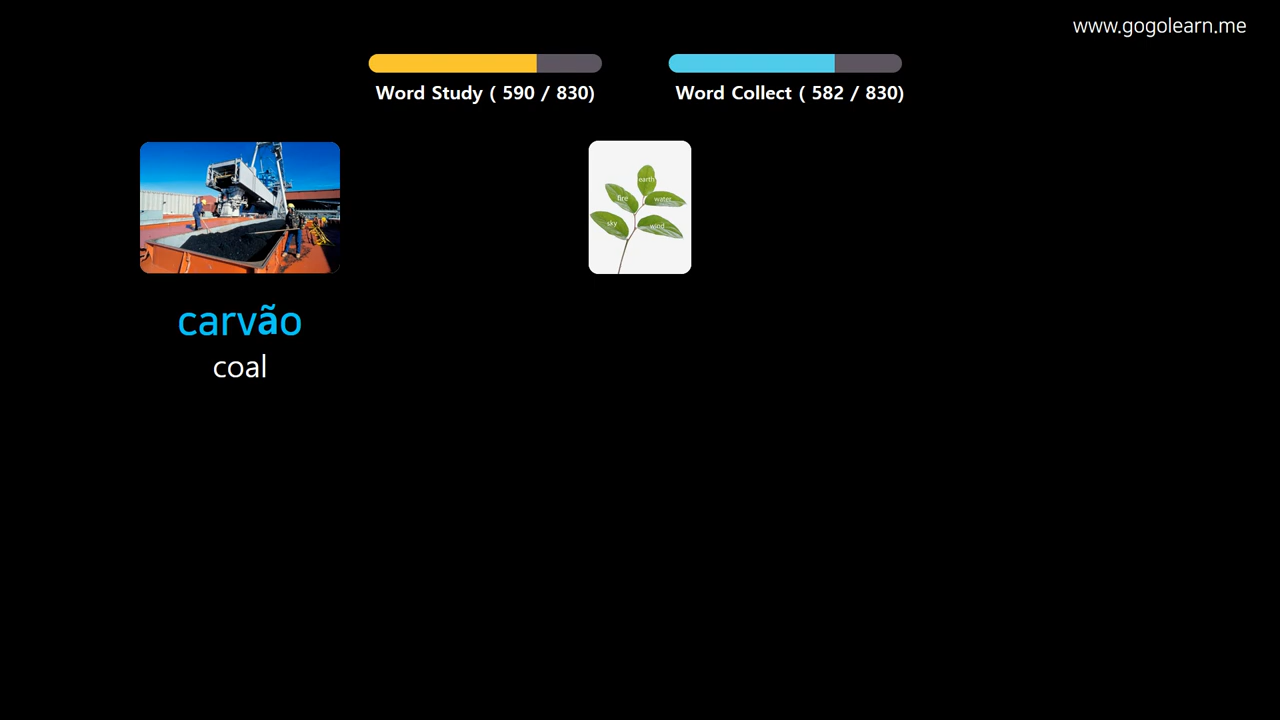 www.gogolearn.me
Word Study ( 590 / 830)
Word Collect ( 582 / 830)
earth
fire
water
sky
wind
carvão
coal